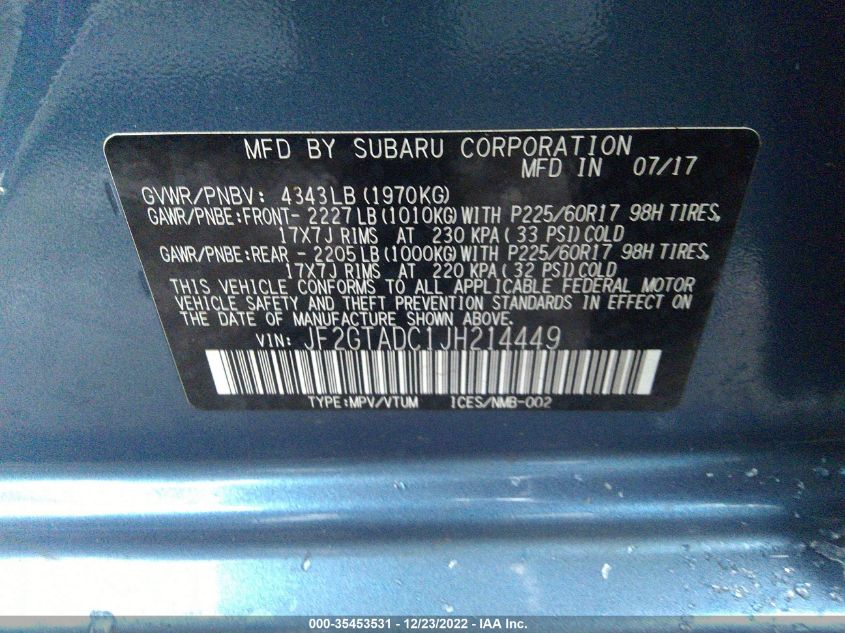 MFD BY SUBARU CORPORATION
MFD IN 07/17
GVWR/PNBV: 4343LB(1970KG)
GAWR/PNBE:FRONT- 2227LB(1010KG)WITH P225/60R17 98H TIRES,
17X7J RIMS AT 230 KPA(33 PSI)COLD
GAWR/PNBE:REAR - 2205LB(1000KG)WITH P225/60R17 98H TIRES,
17X7J RIMS AT 220 KPA(32 PSI)COLD
THIS VEHICLE CONFORMS TO ALL APPLICABLE FEDERAL MOTOR
VEHICLE SAFETY AND THEFT PREVENTION STANDARDS IN EFFECT ON
THE DATE OF MANUFACTURE SHOWN ABOVE.
VIN: JF2GTADC1JH214449
TYPE:MPV/VTUM ICES/NMB-002
000-35453531 - 12/23/2022 - IAA Inc.